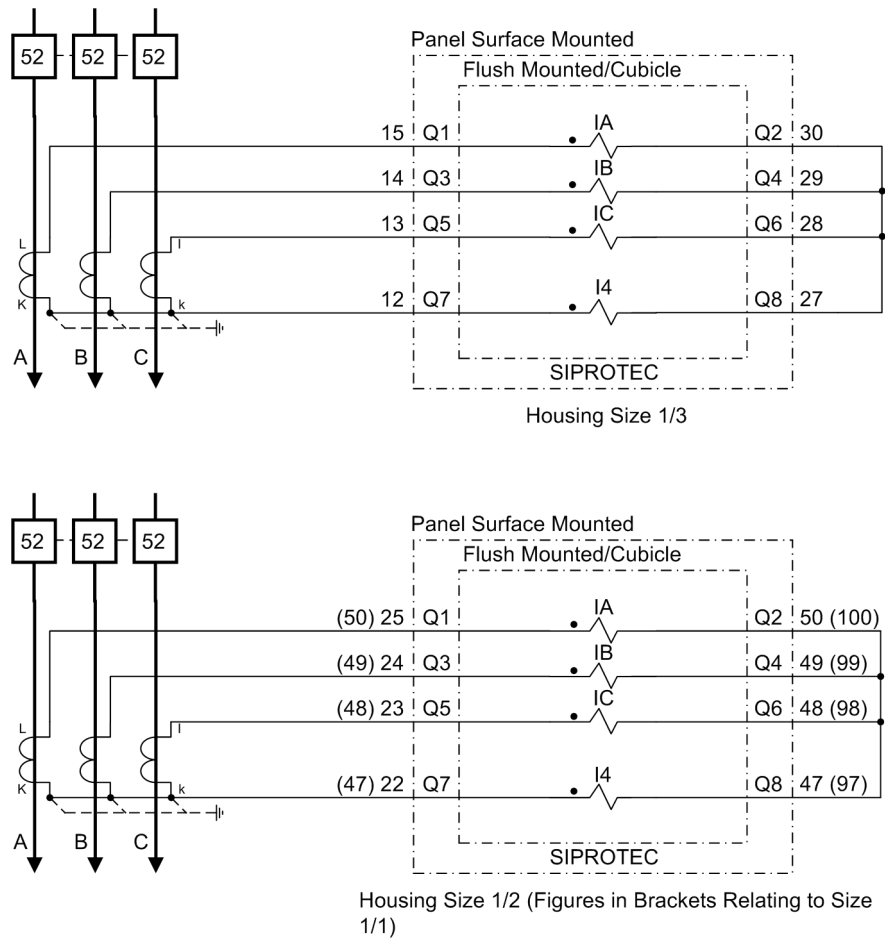 52 52 52
Panel Surface Mounted
Flush Mounted/Cubicle
IA
15 Q1 Q2 30
IB
14 Q3 Q4 29
IC
13 Q5 Q6 28
L l
I4
K k 12 Q7 Q8 27
A B C
SIPROTEC
Housing Size 1/3
52 52 52
Panel Surface Mounted
Flush Mounted/Cubicle
IA
(50) 25 Q1 Q2 50 (100)
IB
(49) 24 Q3 Q4 49 (99)
IC
(48) 23 Q5 Q6 48 (98)
L l
I4
K k (47) 22 Q7 Q8 47 (97)
A B C
SIPROTEC
Housing Size 1/2 (Figures in Brackets Relating to Size
1/1)